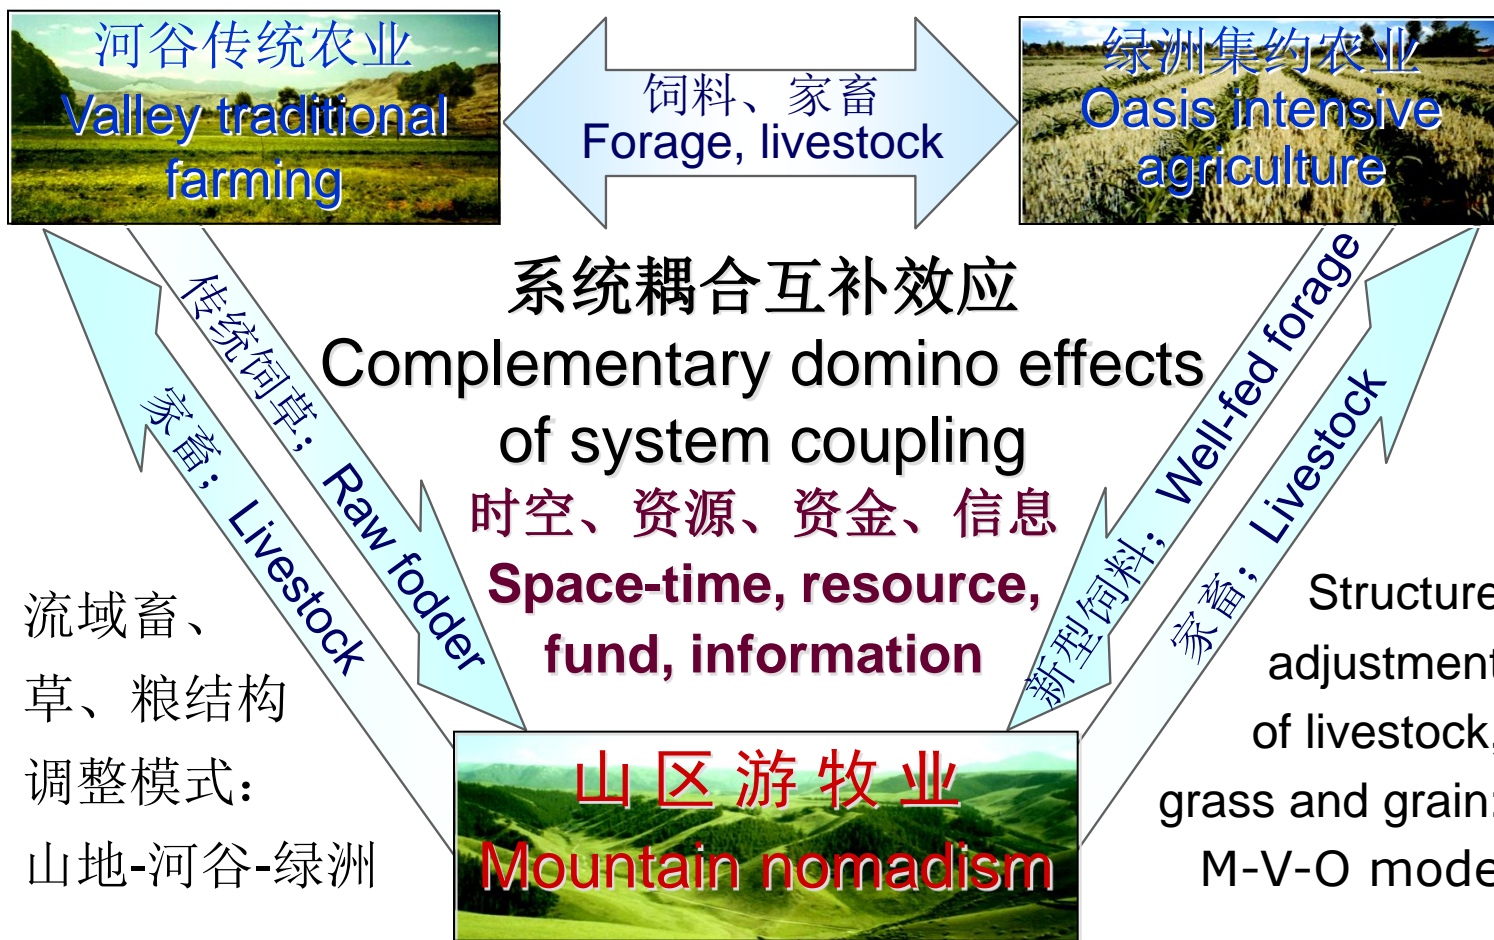 河谷传统农业
Valley traditional
farming
饲料、家畜
Forage, livestock
绿洲集约农业
Oasis intensive
agriculture
系统耦合互补效应
Complementary domino effects
of system coupling
时空、资源、资金、信息
Space-time, resource,
fund, information
传统饲草；Raw fodder
家畜；Livestock
新型饲料；Well-fed forage
家畜；Livestock
流域畜、
草、粮结构
调整模式：
山地-河谷-绿洲
Structure
adjustment
of livestock,
grass and grain:
M-V-O mode
山区游牧业
Mountain nomadism